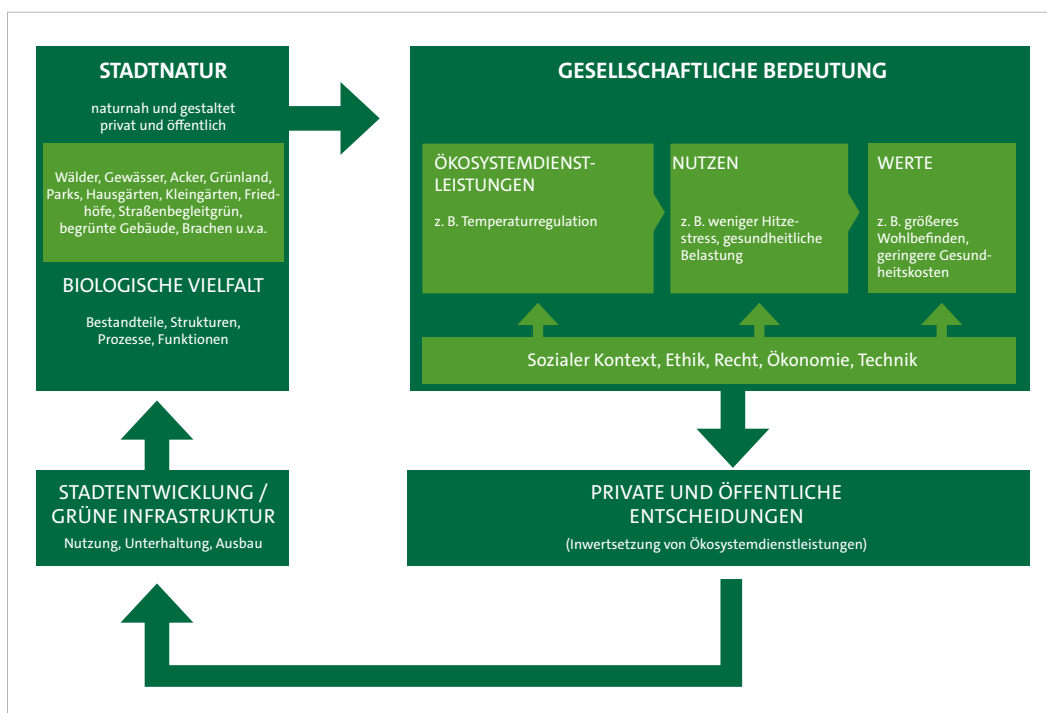 STADTNATUR
naturnah und gestaltet
privat und öffentlich
Wälder, Gewässer, Acker, Grünland,
Parks, Hausgärten, Kleingärten, Fried-
höfe, Straßenbegleitgrün,
begrünte Gebäude, Brachen u.v.a.
BIOLOGISCHE VIELFALT
Bestandteile, Strukturen,
Prozesse, Funktionen
GESELLSCHAFTLICHE BEDEUTUNG
ÖKOSYSTEMDIENST-
LEISTUNGEN
z. B. Temperaturregulation
NUTZEN
z. B. weniger Hitze-
stress, gesundheitliche
Belastung
WERTE
z. B. größeres
Wohlbefinden,
geringere Gesund-
heitskosten
Sozialer Kontext, Ethik, Recht, Ökonomie, Technik
STADTENTWICKLUNG /
GRÜNE INFRASTRUKTUR
Nutzung, Unterhaltung, Ausbau
PRIVATE UND ÖFFENTLICHE
ENTSCHEIDUNGEN
(Inwertsetzung von Ökosystemdienstleistungen)